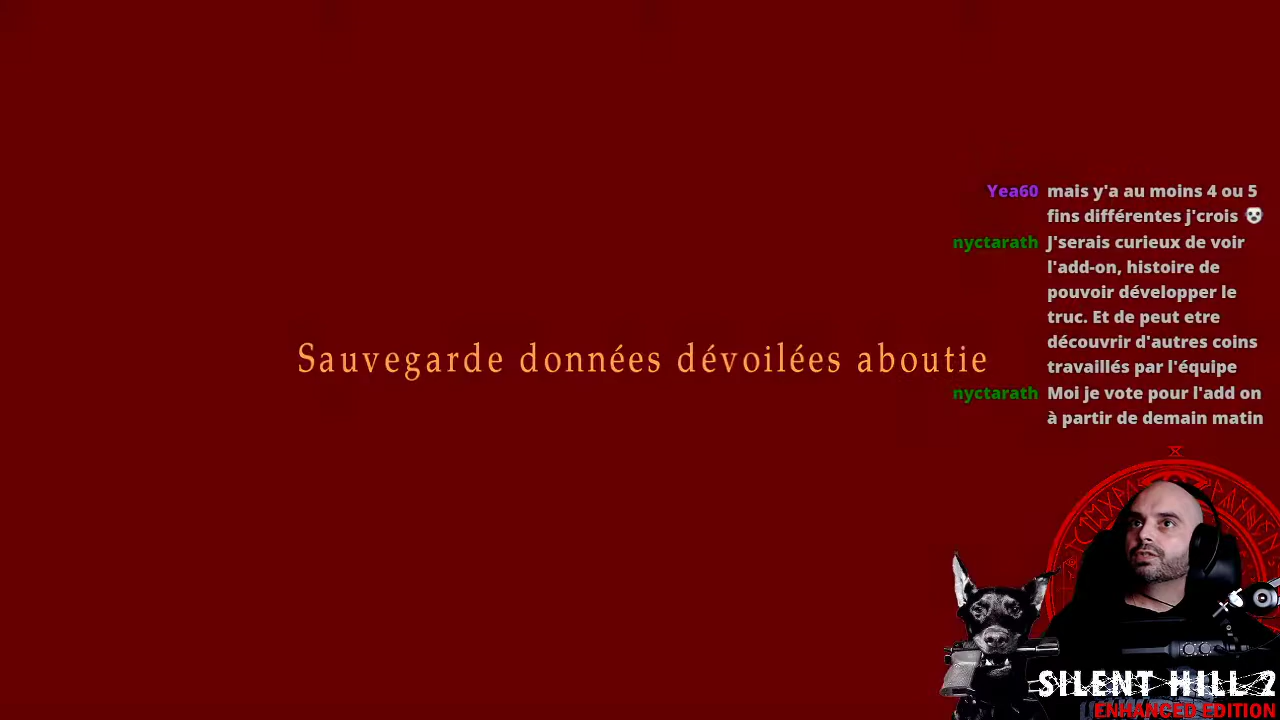 Sauvegarde données dévoilées aboutie
Yea60 mais y'a au moins 4 ou 5
fins différentes j'crois
nyctarath J'serais curieux de voir
l'add-on, histoire de
pouvoir développer le
truc. Et de peut etre
découvrir d'autres coins
travaillés par l'équipe
nyctarath Moi je vote pour l'add on
à partir de demain matin
SILENT HILL 2
ENHANCED EDITION